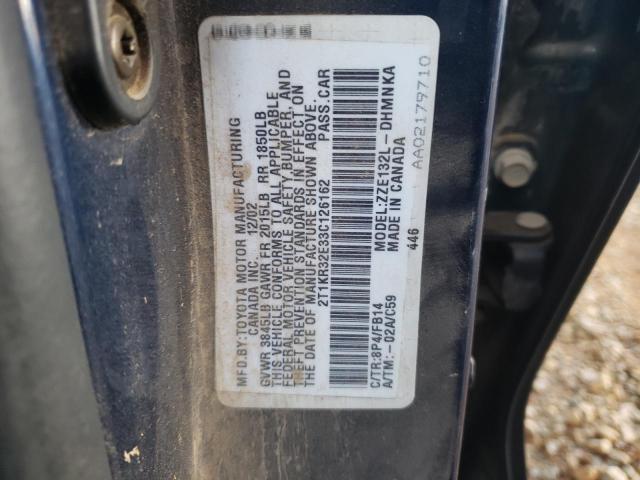 MFD.BY:TOYOTA MOTOR MANUFACTURING
CANADA INC. 12/02
GVWR 3845LB GAWR FR 2015LB RR 1850LB
THIS VEHICLE CONFORMS TO ALL APPLICABLE
FEDERAL MOTOR VEHICLE SAFETY,BUMPER, AND
THEFT PREVENTION STANDARDS IN EFFECT ON
THE DATE OF MANUFACTURE SHOWN ABOVE.
2T1KR32E33C126162 PASS.CAR
C/TR:8P4/FB14 MODEL:ZZE132L-DHMNKA
A/TM:-02A/C59 MADE IN CANADA
446
AA02179710